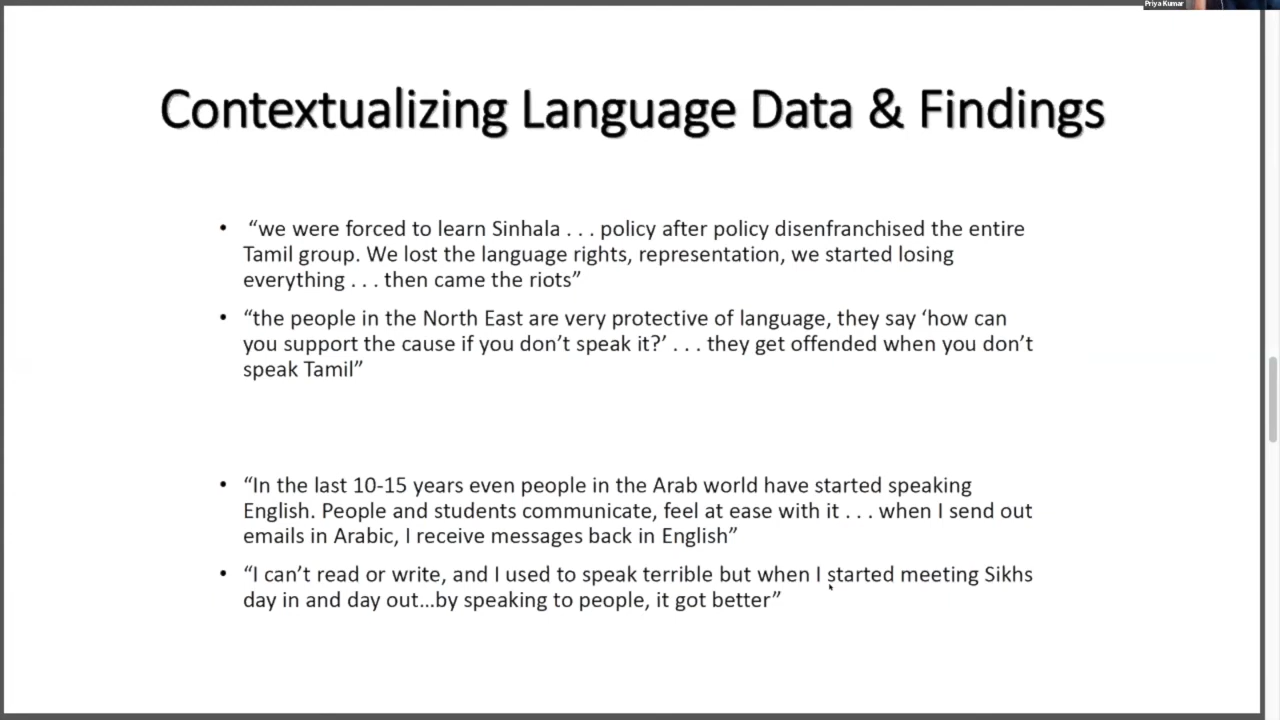 Priya Kumar
Contextualizing Language Data & Findings
• “we were forced to learn Sinhala . . . policy after policy disenfranchised the entire
Tamil group. We lost the language rights, representation, we started losing
everything . . . then came the riots”
• “the people in the North East are very protective of language, they say ‘how can
you support the cause if you don’t speak it?’ . . . they get offended when you don’t
speak Tamil”
• “In the last 10-15 years even people in the Arab world have started speaking
English. People and students communicate, feel at ease with it . . . when I send out
emails in Arabic, I receive messages back in English”
• “I can’t read or write, and I used to speak terrible but when I started meeting Sikhs
day in and day out...by speaking to people, it got better”